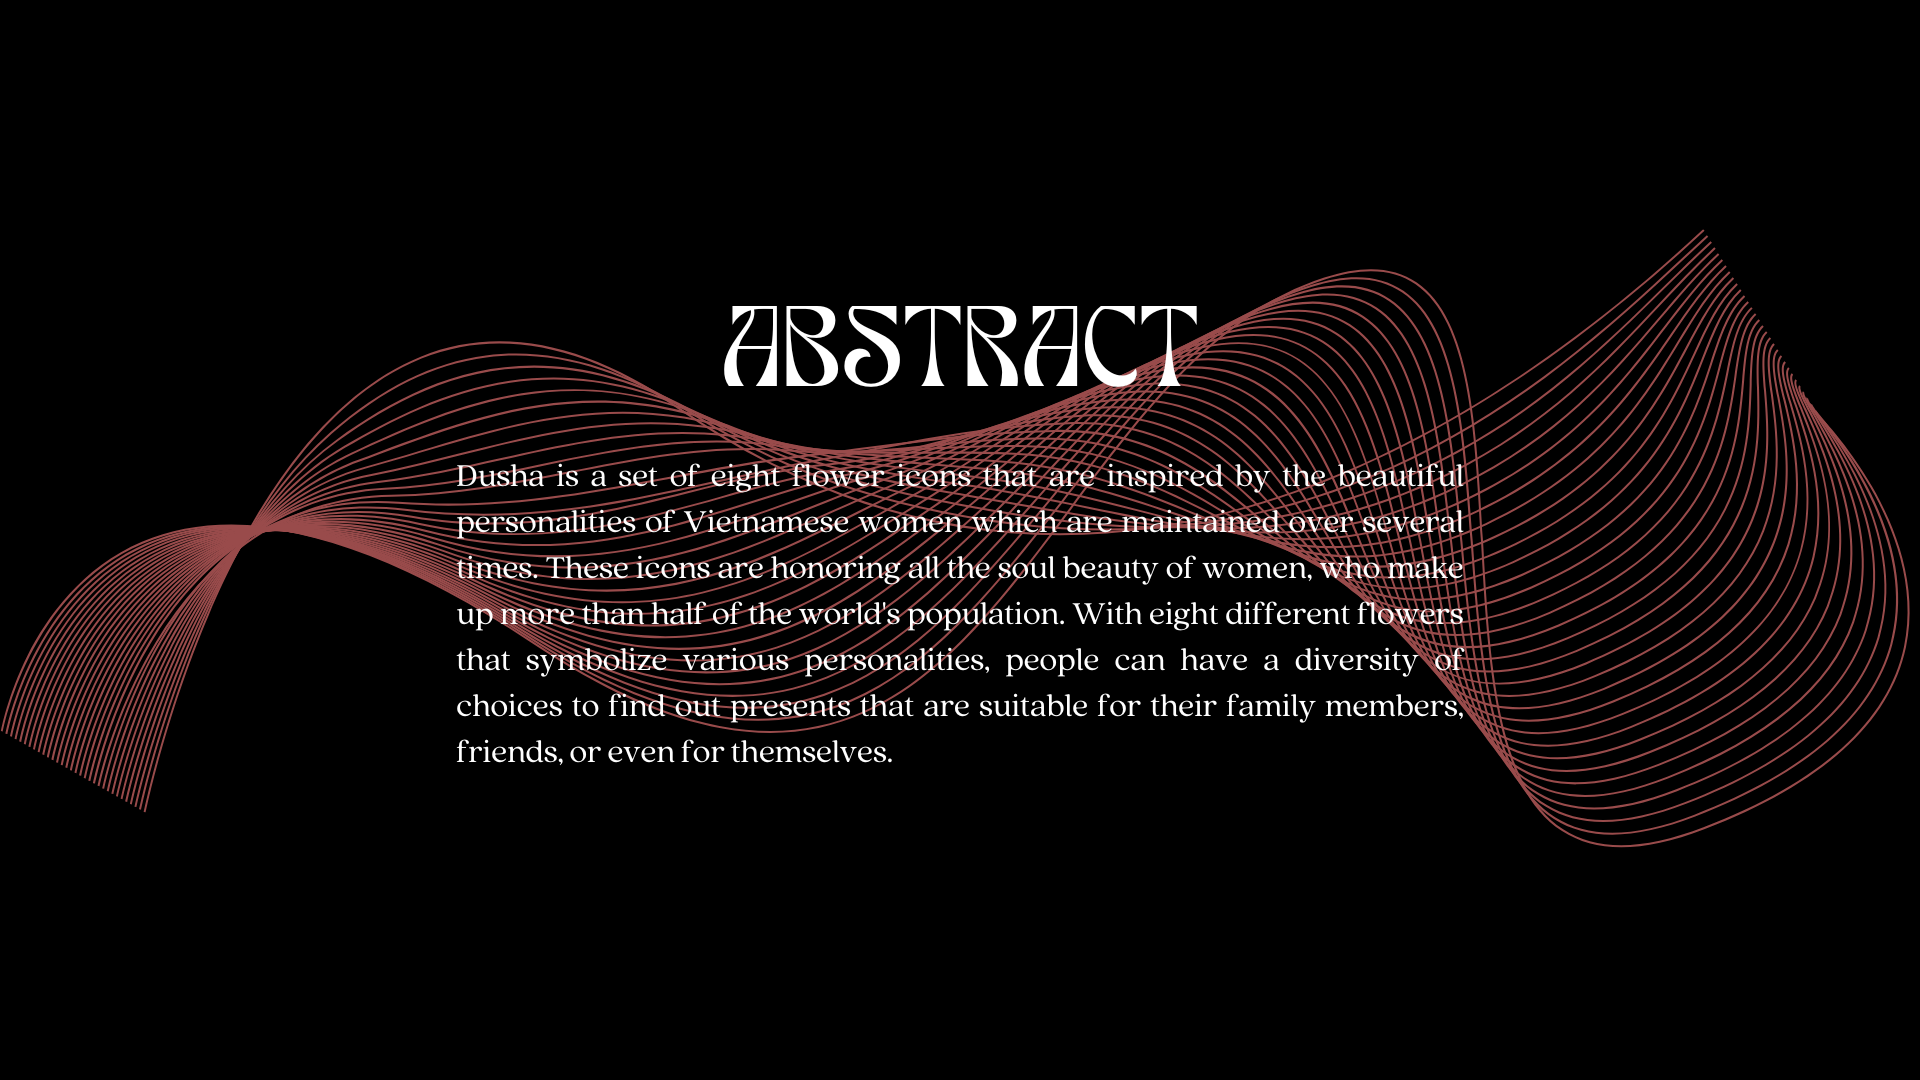 ABSTRACT
Dusha is a set of eight flower icons that are inspired by the beautiful
personalities of Vietnamese women which are maintained over several
times. These icons are honoring all the soul beauty of women, who make
up more than half of the world's population. With eight different flowers
that symbolize various personalities, people can have a diversity of
choices to find out presents that are suitable for their family members,
friends, or even for themselves.